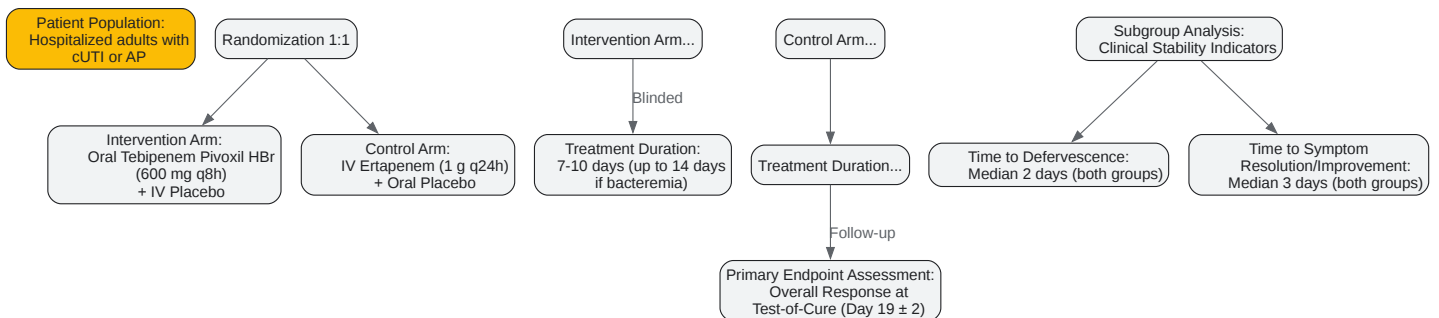 Patient Population:
Hospitalized adults with
cUTI or AP
Randomization 1:1
Intervention Arm...
Control Arm...
Subgroup Analysis:
Clinical Stability Indicators
Blinded
Intervention Arm:
Oral Tebipenem Pivoxil HBr
(600 mg q8h)
+ IV Placebo
Control Arm:
IV Ertapenem (1 g q24h)
+ Oral Placebo
Treatment Duration:
7-10 days (up to 14 days
if bacteremia)
Treatment Duration...
Time to Defervescence:
Median 2 days (both groups)
Time to Symptom
Resolution/Improvement:
Median 3 days (both groups)
Follow-up
Primary Endpoint Assessment:
Overall Response at
Test-of-Cure (Day 19 ± 2)